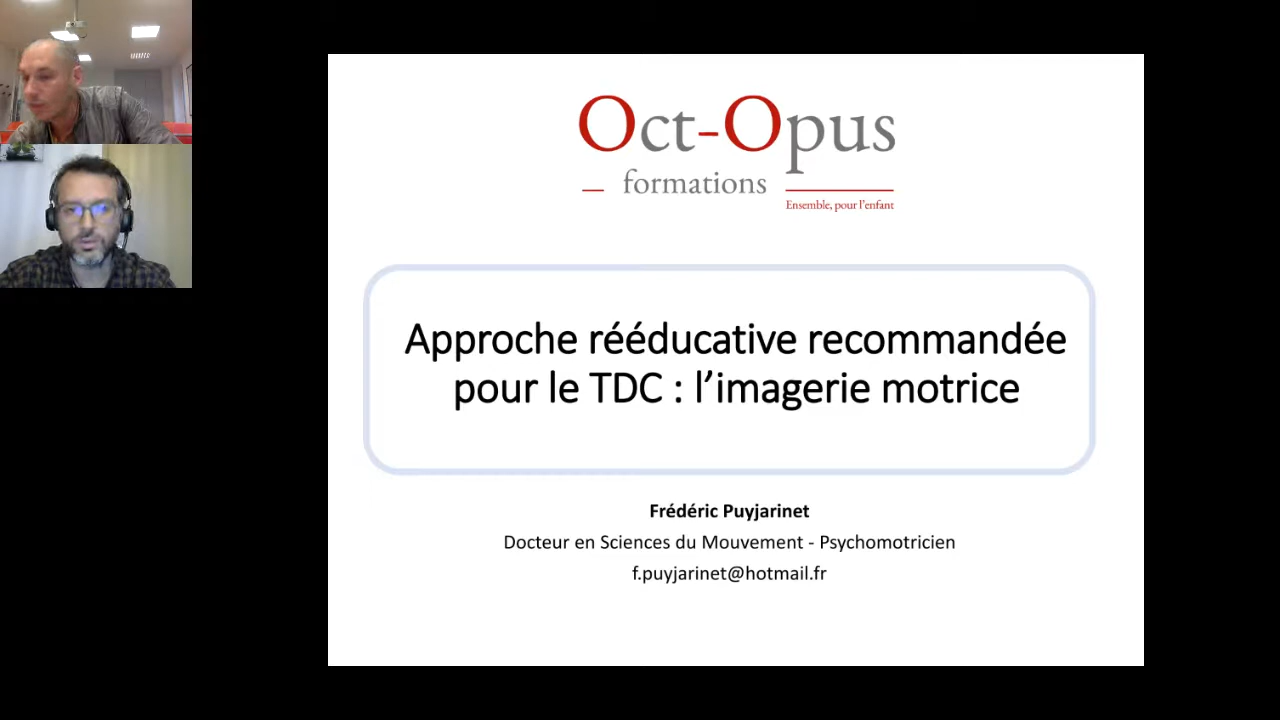 Oct-Opus
formations
Ensemble, pour l'enfant
Approche rééducative recommandée
pour le TDC : l’imagerie motrice
Frédéric Puyjarinet
Docteur en Sciences du Mouvement - Psychomotricien
f.puyjarinet@hotmail.fr